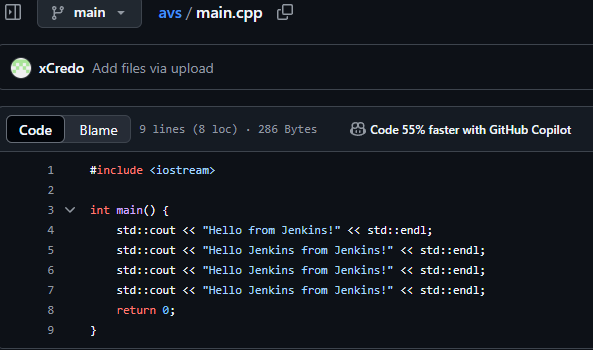 main
avs / main.cpp
xCredo Add files via upload
Code Blame 9 lines (8 loc) · 286 Bytes Code 55% faster with GitHub Copilot
1 #include <iostream>
2
3 int main() {
4 std::cout << "Hello from Jenkins!" << std::endl;
5 std::cout << "Hello Jenkins from Jenkins!" << std::endl;
6 std::cout << "Hello Jenkins from Jenkins!" << std::endl;
7 std::cout << "Hello Jenkins from Jenkins!" << std::endl;
8 return 0;
9 }